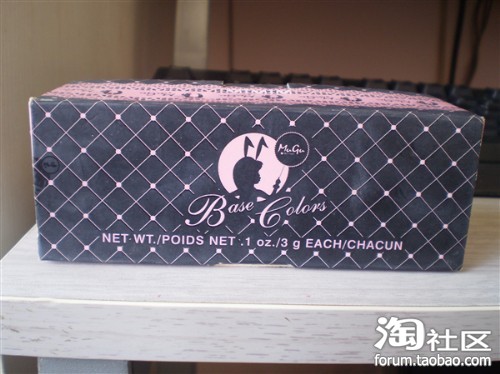 MuGu
Base Colors
NET WT./POIDS NET .1 oz./3 g EACH/CHACUN
淘社区
forum.taobao.com